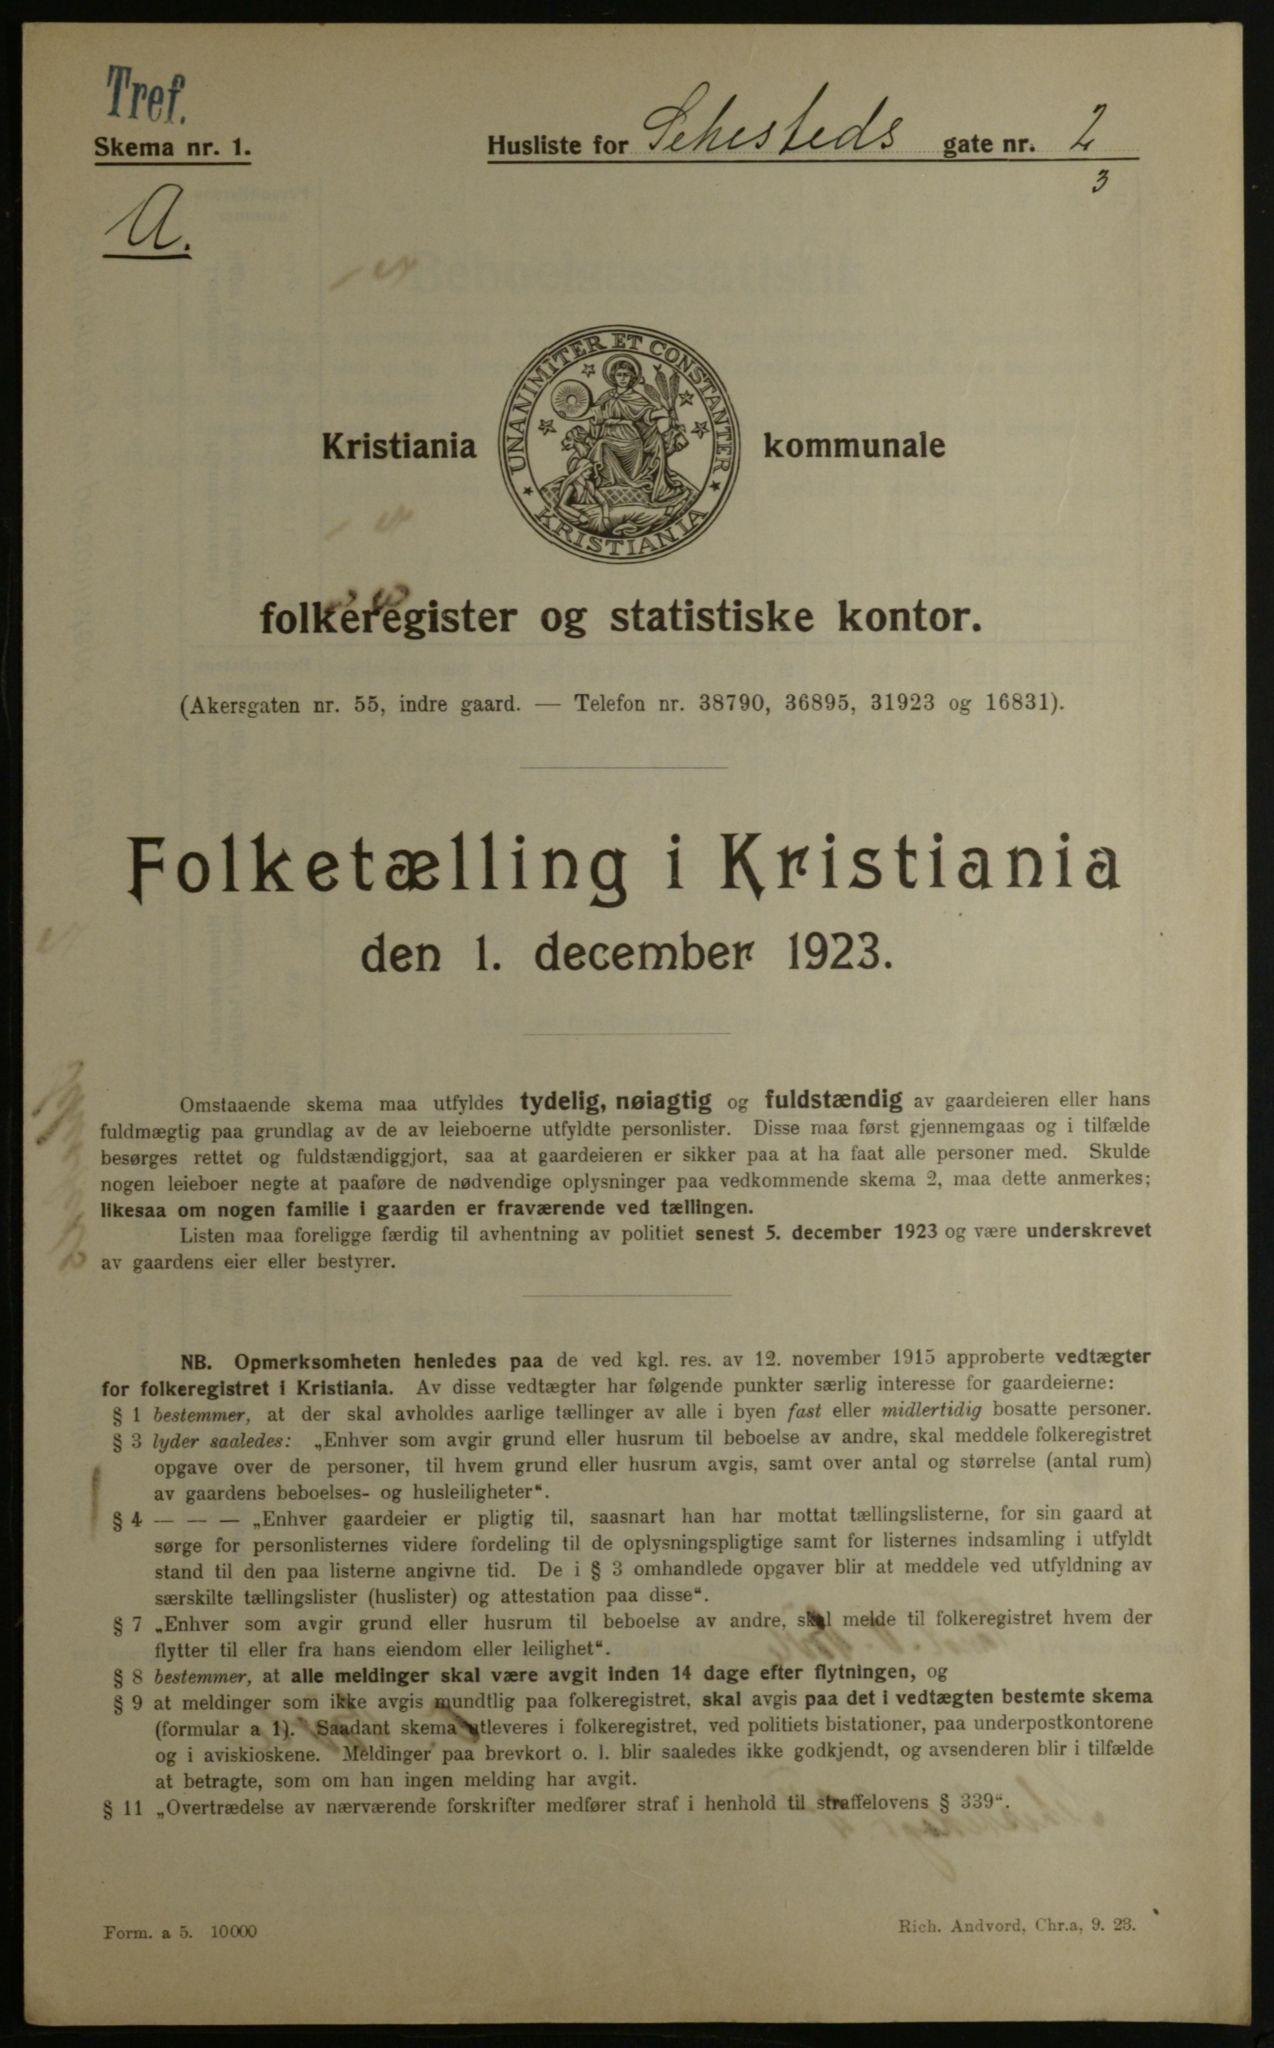 Tref.
Skema nr. 1.
Husliste for Sehesteds gate nr. 2
3
A.
UNANIMITER ET CONSTANTER
KRISTIANIA
Kristiania kommunale
folkeregister og statistiske kontor.
(Akersgaten nr. 55, indre gaard. — Telefon nr. 38790, 36895, 31923 og 16831).
Folketælling i Kristiania
den 1. december 1923.
Omstaaende skema maa utfyldes tydelig, nøiagtig og fuldstændig av gaardeieren eller hans
fuldmægtig paa grundlag av de av leieboerne utfyldte personlister. Disse maa først gjennemgaas og i tilfælde
besørges rettet og fuldstændiggjort, saa at gaardeieren er sikker paa at ha faat alle personer med. Skulde
nogen leieboer negte at paaføre de nødvendige oplysninger paa vedkommende skema 2, maa dette anmerkes;
likesaa om nogen familie i gaarden er fraværende ved tællingen.
Listen maa foreligge færdig til avhentning av politiet senest 5. december 1923 og være underskrevet
av gaardens eier eller bestyrer.
NB. Opmerksomheten henledes paa de ved kgl. res. av 12. november 1915 approberte vedtægter
for folkeregistret i Kristiania. Av disse vedtægter har følgende punkter særlig interesse for gaardeierne:
§ 1 bestemmer, at der skal avholdes aarlige tællinger av alle i byen fast eller midlertidig bosatte personer.
§ 3 lyder saaledes: „Enhver som avgir grund eller husrum til beboelse av andre, skal meddele folkeregistret
opgave over de personer, til hvem grund eller husrum avgis, samt over antal og størrelse (antal rum)
av gaardens beboelses- og husleiligheter“.
§ 4 — — — „Enhver gaardeier er pligtig til, saasnart han har mottat tællingslisterne, for sin gaard at
sørge for personlisternes videre fordeling til de oplysningspligtige samt for listernes indsamling i utfyldt
stand til den paa listerne angivne tid. De i § 3 omhandlede opgaver blir at meddele ved utfyldning av
særskilte tællingslister (huslister) og attestation paa disse“.
§ 7 „Enhver som avgir grund eller husrum til beboelse av andre, skal melde til folkeregistret hvem der
flytter til eller fra hans eiendom eller leilighet“.
§ 8 bestemmer, at alle meldinger skal være avgit inden 14 dage efter flytningen, og
§ 9 at meldinger som ikke avgis mundtlig paa folkeregistret, skal avgis paa det i vedtægten bestemte skema
(formular a 1). Saadant skema utleveres i folkeregistret, ved politiets bistationer, paa underpostkontorene
og i aviskioskene. Meldinger paa brevkort o. l. blir saaledes ikke godkjendt, og avsenderen blir i tilfælde
at betragte, som om han ingen melding har avgit.
§ 11 „Overtrædelse av nærværende forskrifter medfører straf i henhold til straffelovens § 339“.
Form. a 5. 10000
Rich. Andvord, Chr.a, 9. 23.